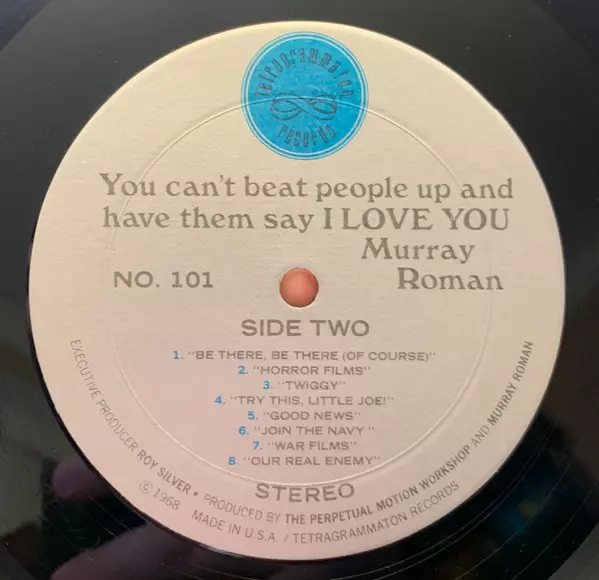 tetragrammaton
records
You can't beat people up and
have them say I LOVE YOU
Murray
Roman
NO. 101
SIDE TWO
1. "BE THERE, BE THERE (OF COURSE)"
2. "HORROR FILMS"
3. "TWIGGY"
4. "TRY THIS, LITTLE JOE!"
5. "GOOD NEWS"
6. "JOIN THE NAVY"
7. "WAR FILMS"
8. "OUR REAL ENEMY"
STEREO
EXECUTIVE PRODUCER ROY SILVER • PRODUCED BY THE PERPETUAL MOTION WORKSHOP AND MURRAY ROMAN
© 1968
MADE IN U.S.A. / TETRAGRAMMATON RECORDS